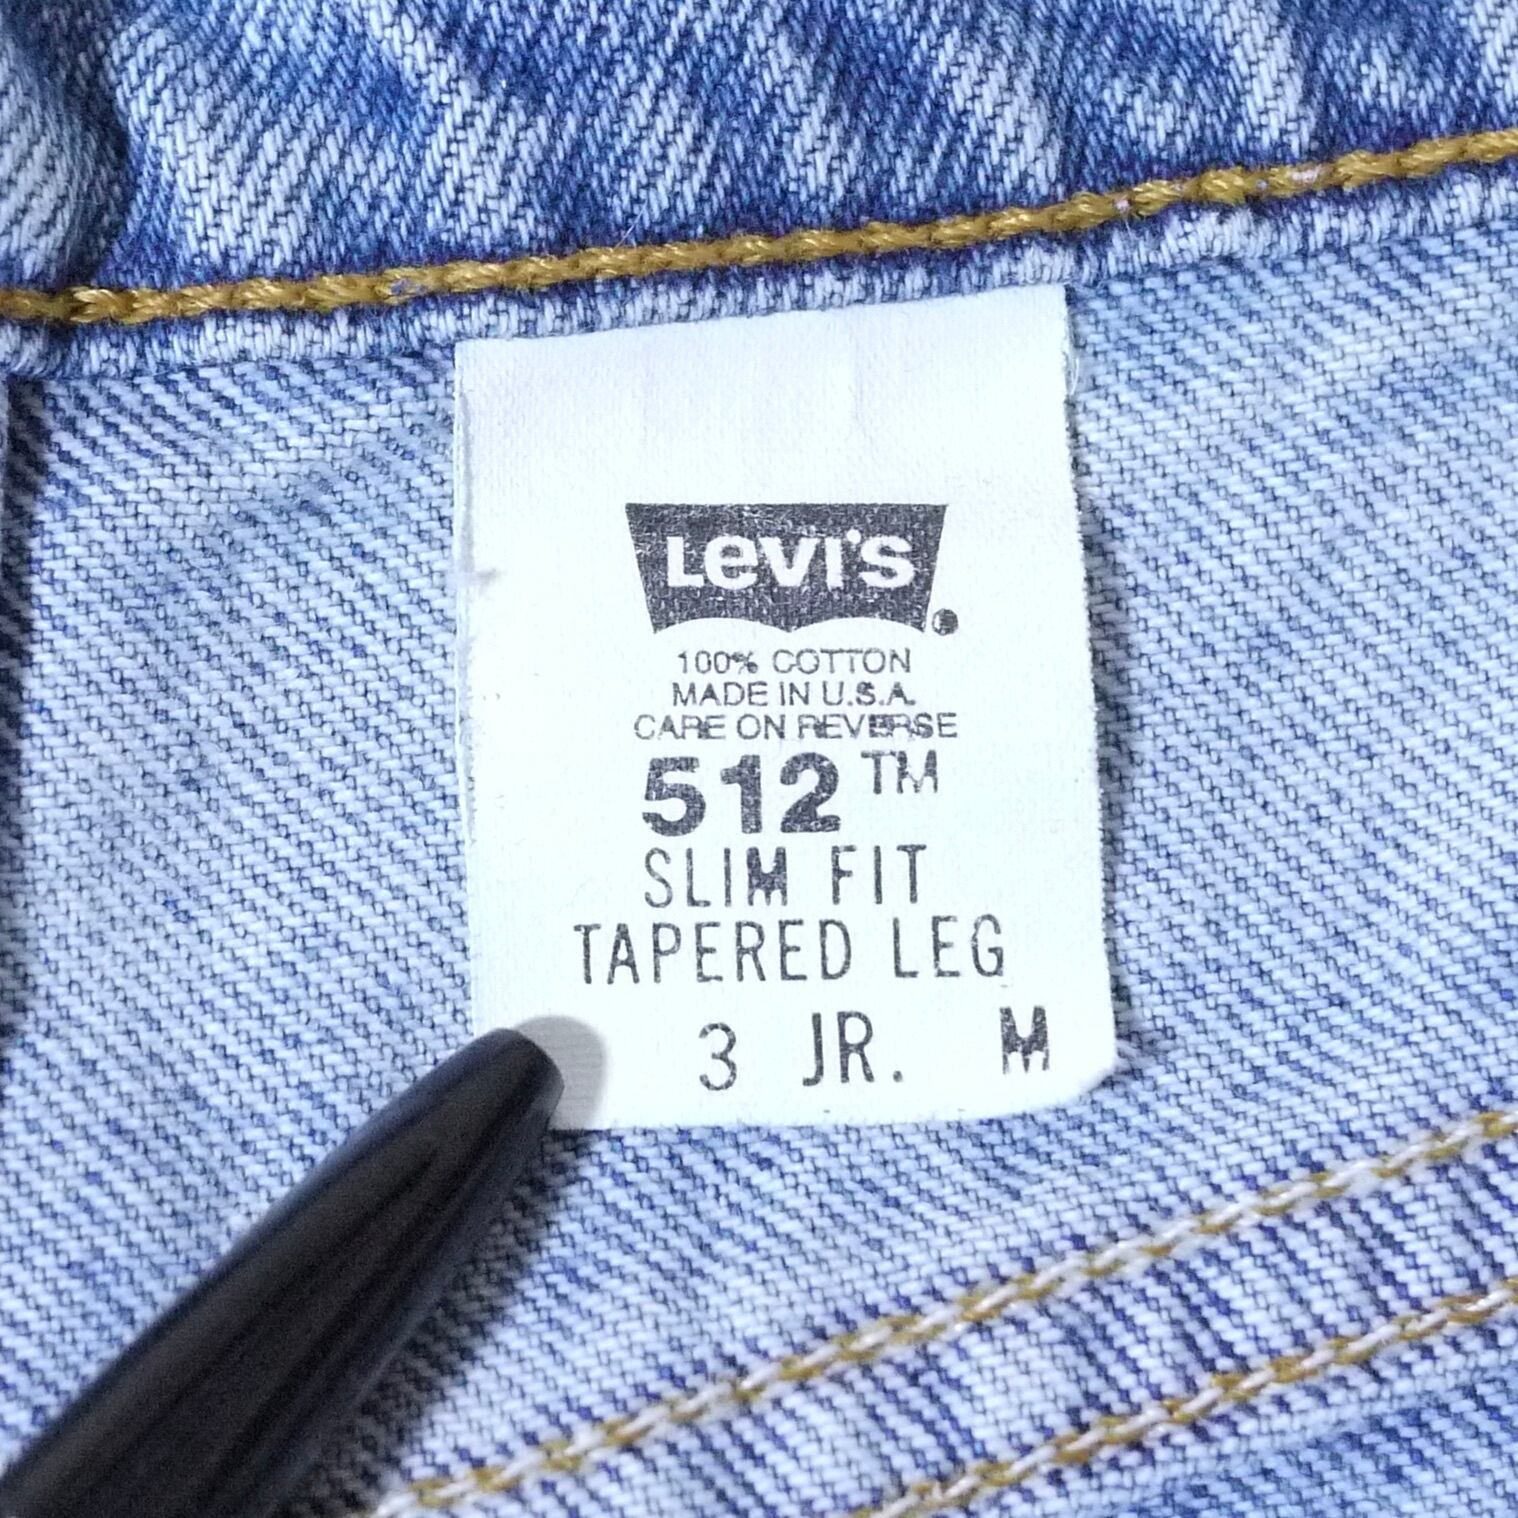 Levi's
100% COTTON
MADE IN U.S.A.
CARE ON REVERSE
512™
SLIM FIT
TAPERED LEG
3 JR. M